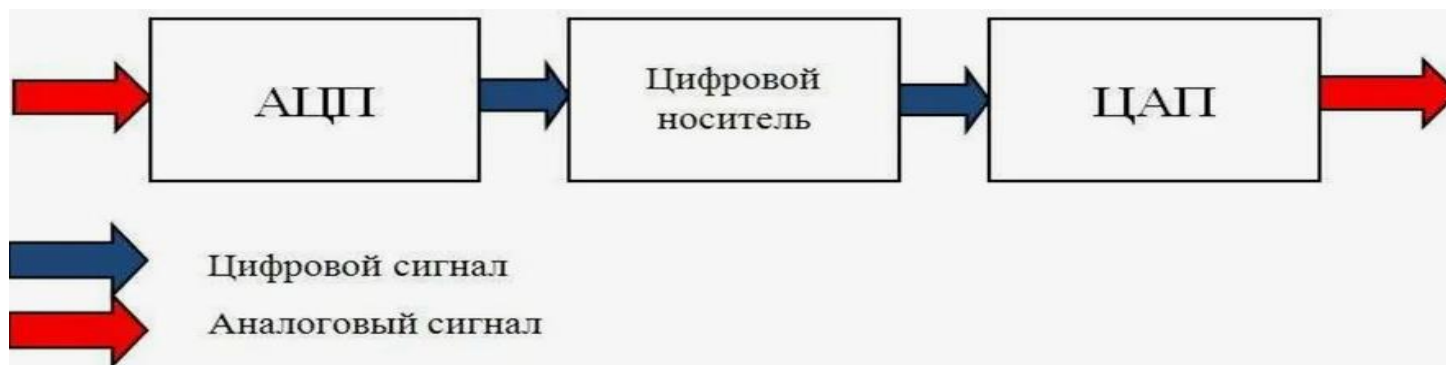 АЦП
Цифровой
носитель
ЦАП
Цифровой сигнал
Аналоговый сигнал